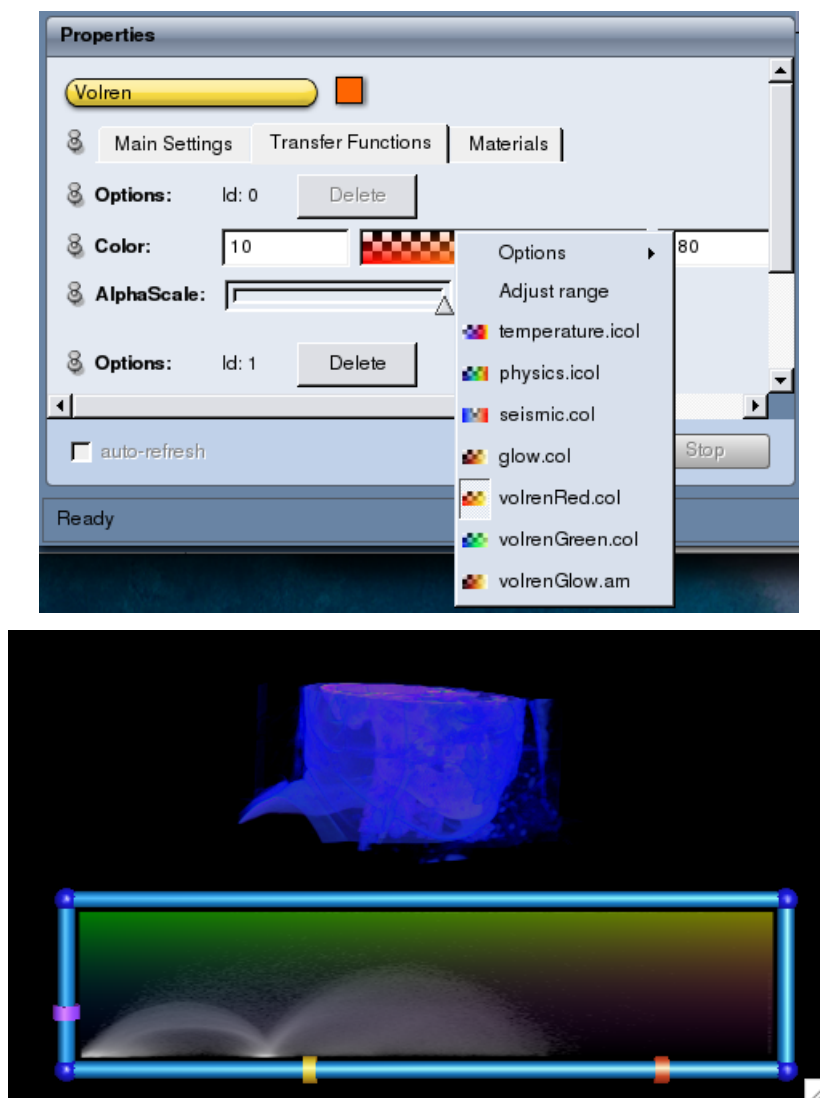 Properties
Volren
Main Settings Transfer Functions Materials
Options: Id: 0 Delete
Color: 10 80
AlphaScale:
Options: Id: 1 Delete
auto-refresh Stop
Ready
Options
Adjust range
temperature.icol
physics.icol
seismic.col
glow.col
volrenRed.col
volrenGreen.col
volrenGlow.am